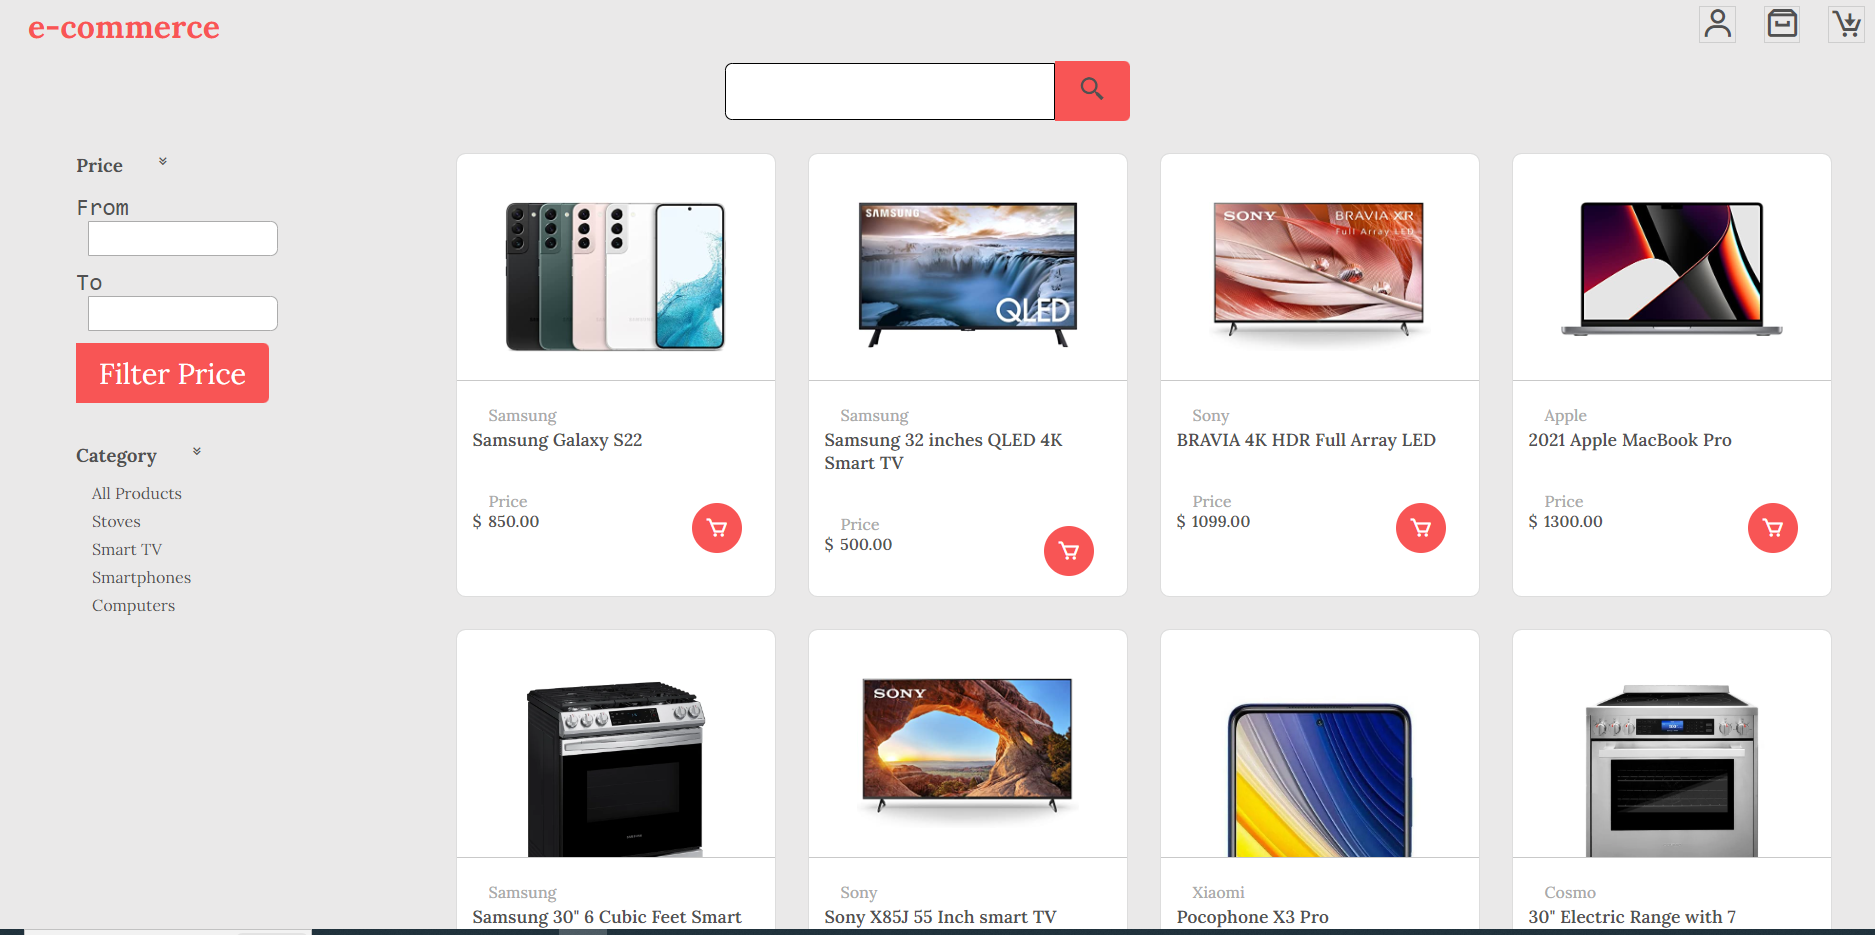 e-commerce
Price
From
To
Filter Price
Category
All Products
Stoves
Smart TV
Smartphones
Computers
Samsung
Samsung Galaxy S22
Price
$ 850.00
SAMSUNG
QLED
Samsung
Samsung 32 inches QLED 4K
Smart TV
Price
$ 500.00
SONY
BRAVIA XR
Full Array LED
Sony
BRAVIA 4K HDR Full Array LED
Price
$ 1099.00
Apple
2021 Apple MacBook Pro
Price
$ 1300.00
Samsung
Samsung 30" 6 Cubic Feet Smart
SONY
Sony
Sony X85J 55 Inch smart TV
Xiaomi
Pocophone X3 Pro
Cosmo
30" Electric Range with 7